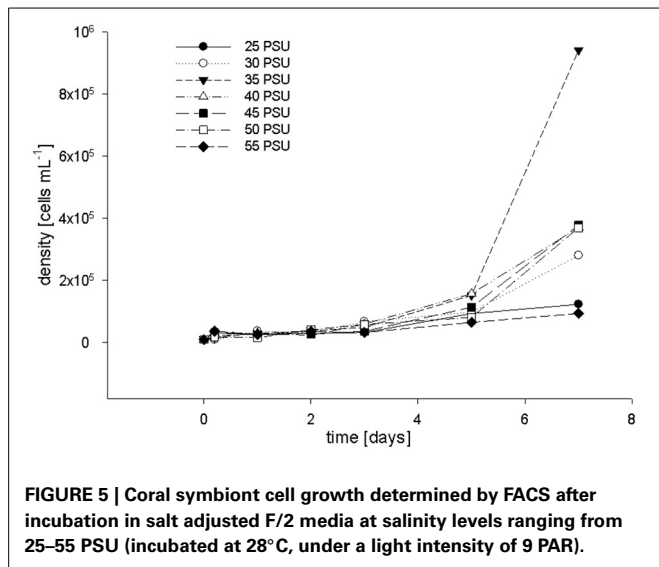 10⁶
8x10⁵
6x10⁵
4x10⁵
2x10⁵
0
density [cells mL⁻¹]
25 PSU
30 PSU
35 PSU
40 PSU
45 PSU
50 PSU
55 PSU
0 2 4 6 8
time [days]
FIGURE 5 | Coral symbiont cell growth determined by FACS after
incubation in salt adjusted F/2 media at salinity levels ranging from
25–55 PSU (incubated at 28°C, under a light intensity of 9 PAR).